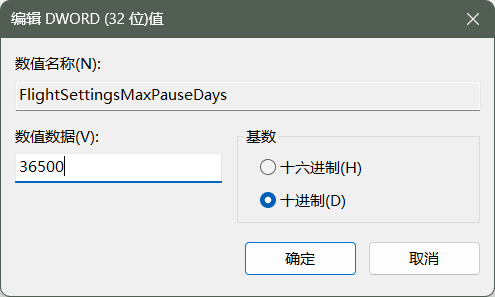 编辑 DWORD (32 位)值
数值名称(N):
FlightSettingsMaxPauseDays
数值数据(V):
36500
基数
十六进制(H)
十进制(D)
确定
取消